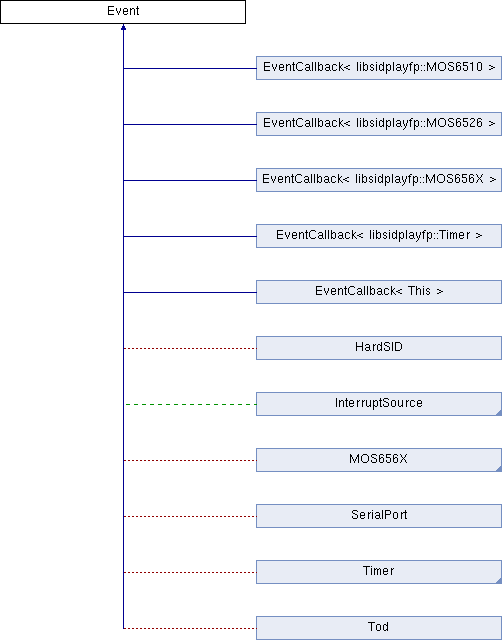 Event
EventCallback< libsidplayfp::MOS6510 >
EventCallback< libsidplayfp::MOS6526 >
EventCallback< libsidplayfp::MOS656X >
EventCallback< libsidplayfp::Timer >
EventCallback< This >
HardSID
InterruptSource
MOS656X
SerialPort
Timer
Tod